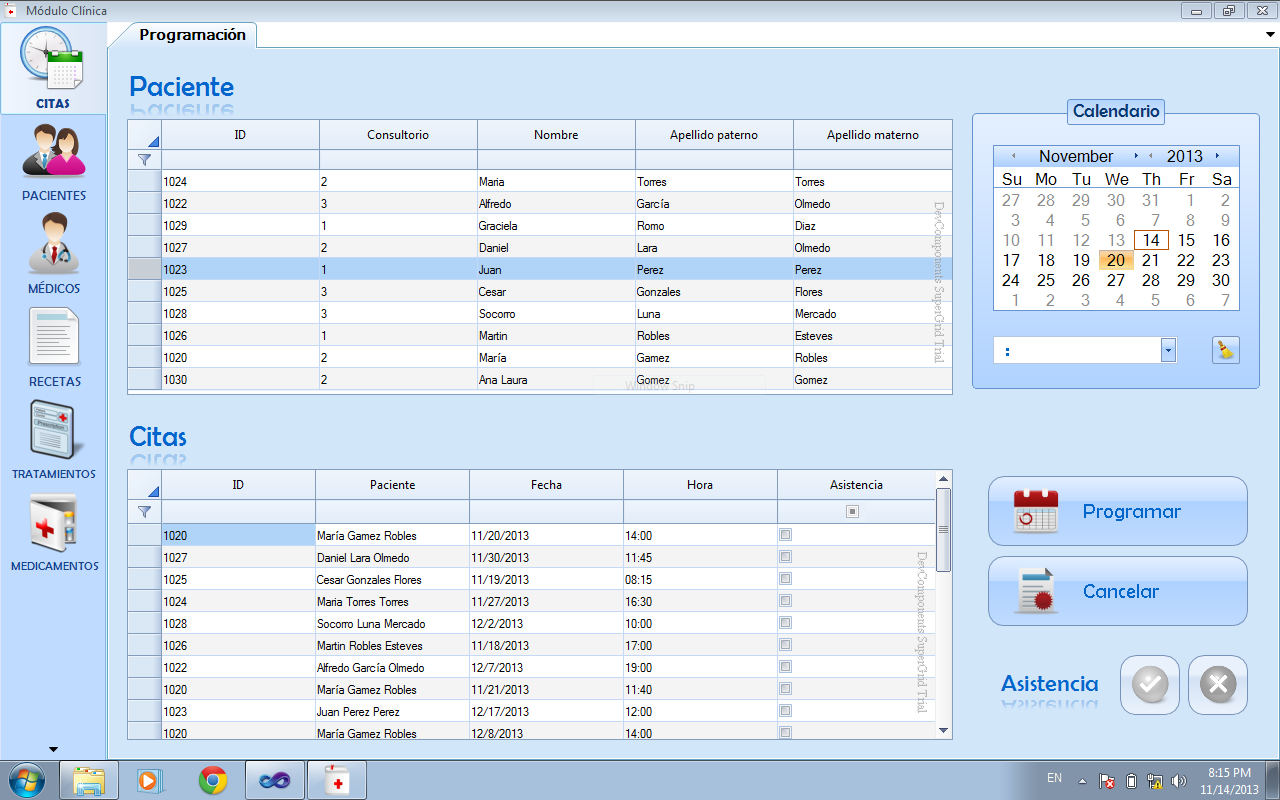 Módulo Clínica
Programación
CITAS
PACIENTES
MÉDICOS
RECETAS
TRATAMIENTOS
MEDICAMENTOS
Paciente
ID Consultorio Nombre Apellido paterno Apellido materno
1024 2 Maria Torres Torres
1022 3 Alfredo García Olmedo
1029 1 Graciela Romo Diaz
1027 2 Daniel Lara Olmedo
1023 1 Juan Perez Perez
1025 3 Cesar Gonzales Flores
1028 3 Socorro Luna Mercado
1026 1 Martin Robles Esteves
1020 2 María Gamez Robles
1030 2 Ana Laura Gomez Gomez
DevComponents SuperGrid Trial
Window Snip
Calendario
November 2013
Su Mo Tu We Th Fr Sa
27 28 29 30 31 1 2
3 4 5 6 7 8 9
10 11 12 13 14 15 16
17 18 19 20 21 22 23
24 25 26 27 28 29 30
1 2 3 4 5 6 7
:
Citas
ID Paciente Fecha Hora Asistencia
1020 María Gamez Robles 11/20/2013 14:00
1027 Daniel Lara Olmedo 11/30/2013 11:45
1025 Cesar Gonzales Flores 11/19/2013 08:15
1024 Maria Torres Torres 11/27/2013 16:30
1028 Socorro Luna Mercado 12/2/2013 10:00
1026 Martin Robles Esteves 11/18/2013 17:00
1022 Alfredo García Olmedo 12/7/2013 19:00
1020 María Gamez Robles 11/21/2013 11:40
1023 Juan Perez Perez 12/17/2013 12:00
1020 María Gamez Robles 12/8/2013 14:00
DevComponents SuperGrid Trial
Programar
Cancelar
Asistencia
EN
8:15 PM
11/14/2013